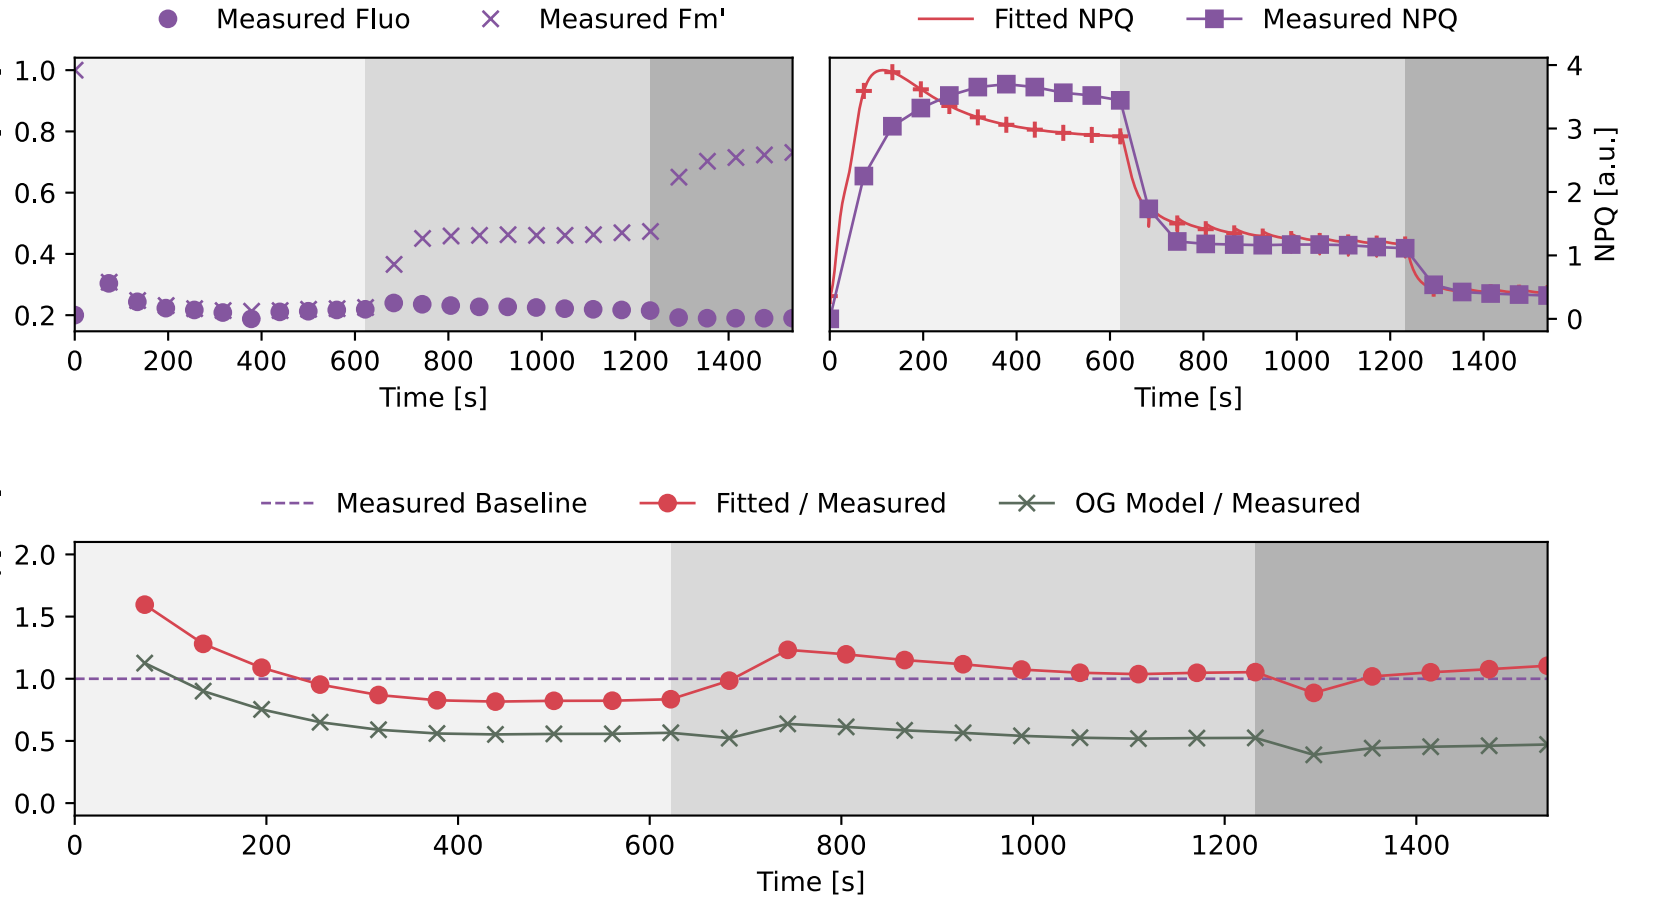 Measured Fluo Measured Fm' Fitted NPQ Measured NPQ
1.0
0.8
0.6
0.4
0.2
0 200 400 600 800 1000 1200 1400
Time [s]
4
3
2
1
0
NPQ [a.u.]
0 200 400 600 800 1000 1200 1400
Time [s]
Measured Baseline Fitted / Measured OG Model / Measured
2.0
1.5
1.0
0.5
0.0
0 200 400 600 800 1000 1200 1400
Time [s]